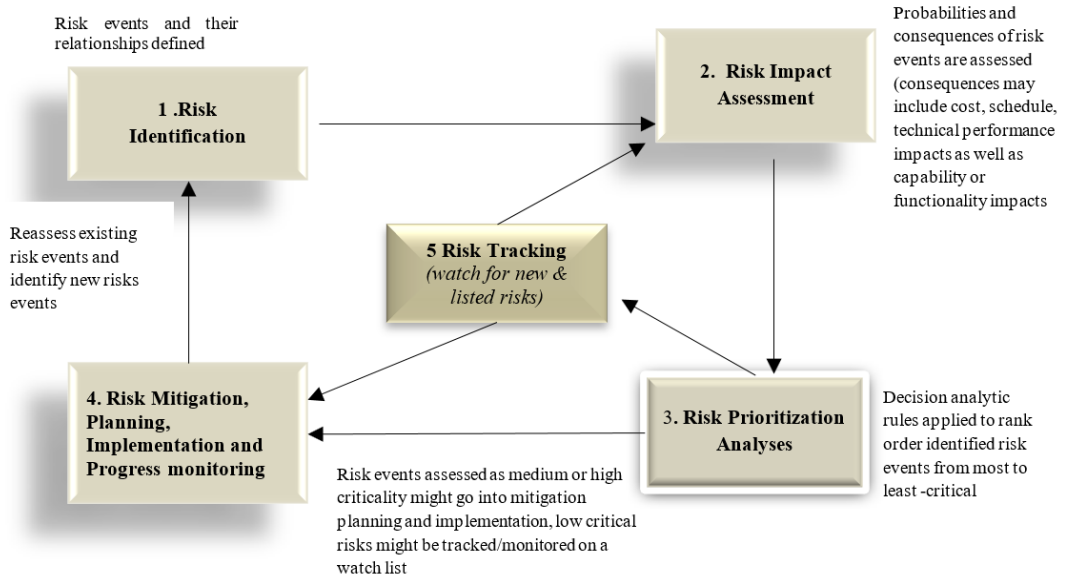 Risk events and their
relationships defined
1 .Risk
Identification
2. Risk Impact
Assessment
Probabilities and
consequences of risk
events are assessed
(consequences may
include cost, schedule,
technical performance
impacts as well as
capability or
functionality impacts
Reassess existing
risk events and
identify new risks
events
5 Risk Tracking
(watch for new &
listed risks)
4. Risk Mitigation,
Planning,
Implementation and
Progress monitoring
3. Risk Prioritization
Analyses
Decision analytic
rules applied to rank
order identified risk
events from most to
least -critical
Risk events assessed as medium or high
criticality might go into mitigation
planning and implementation, low critical
risks might be tracked/monitored on a
watch list